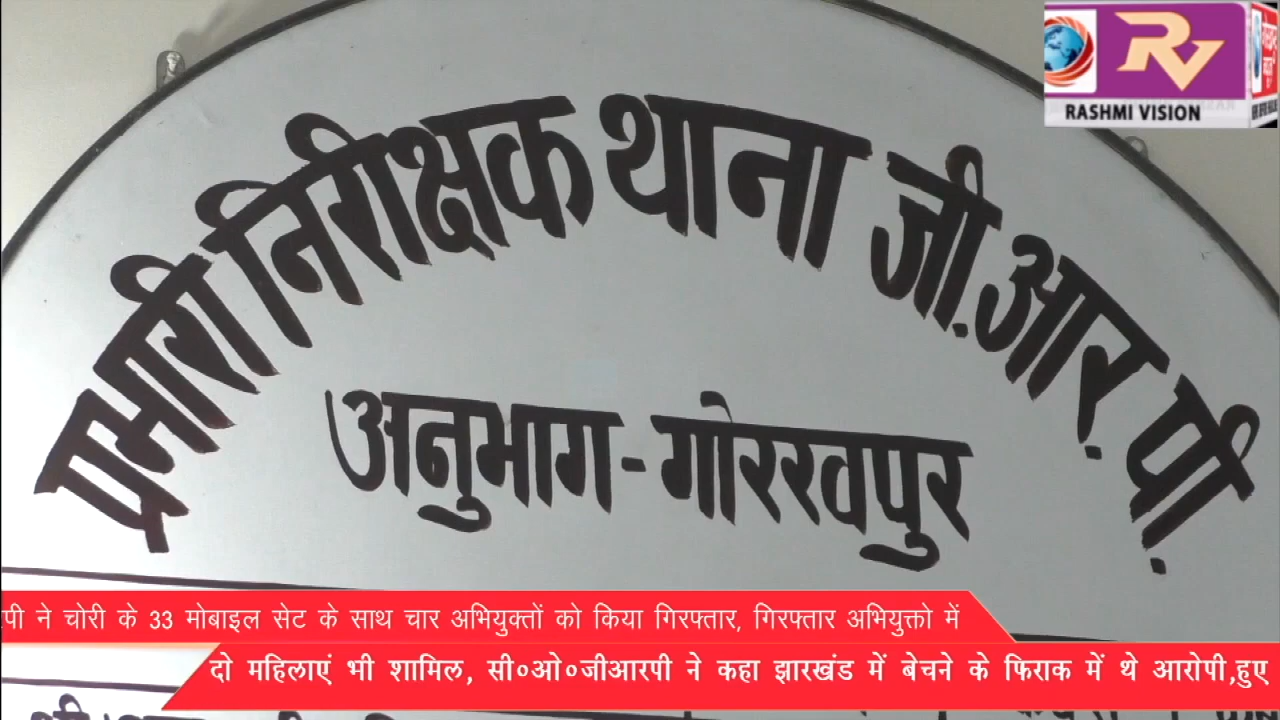 RV
RASHMI VISION
प्रभारी निरीक्षक थाना जी.आर.पी.
अनुभाग-गोरखपुर
पी ने चोरी के 33 मोबाइल सेट के साथ चार अभियुक्तों को किया गिरफ्तार, गिरफ्तार अभियुक्तो में
दो महिलाएं भी शामिल, सी०ओ०जीआरपी ने कहा झारखंड में बेचने के फिराक में थे आरोपी,हुए